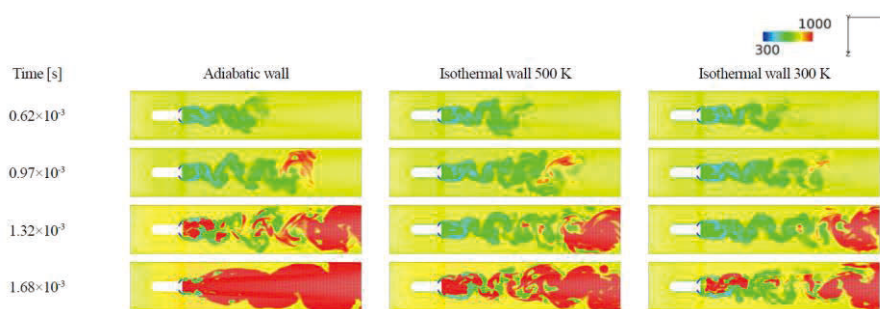 1000
300
y
z
Time [s] Adiabatic wall Isothermal wall 500 K Isothermal wall 300 K
0.62×10⁻³
0.97×10⁻³
1.32×10⁻³
1.68×10⁻³